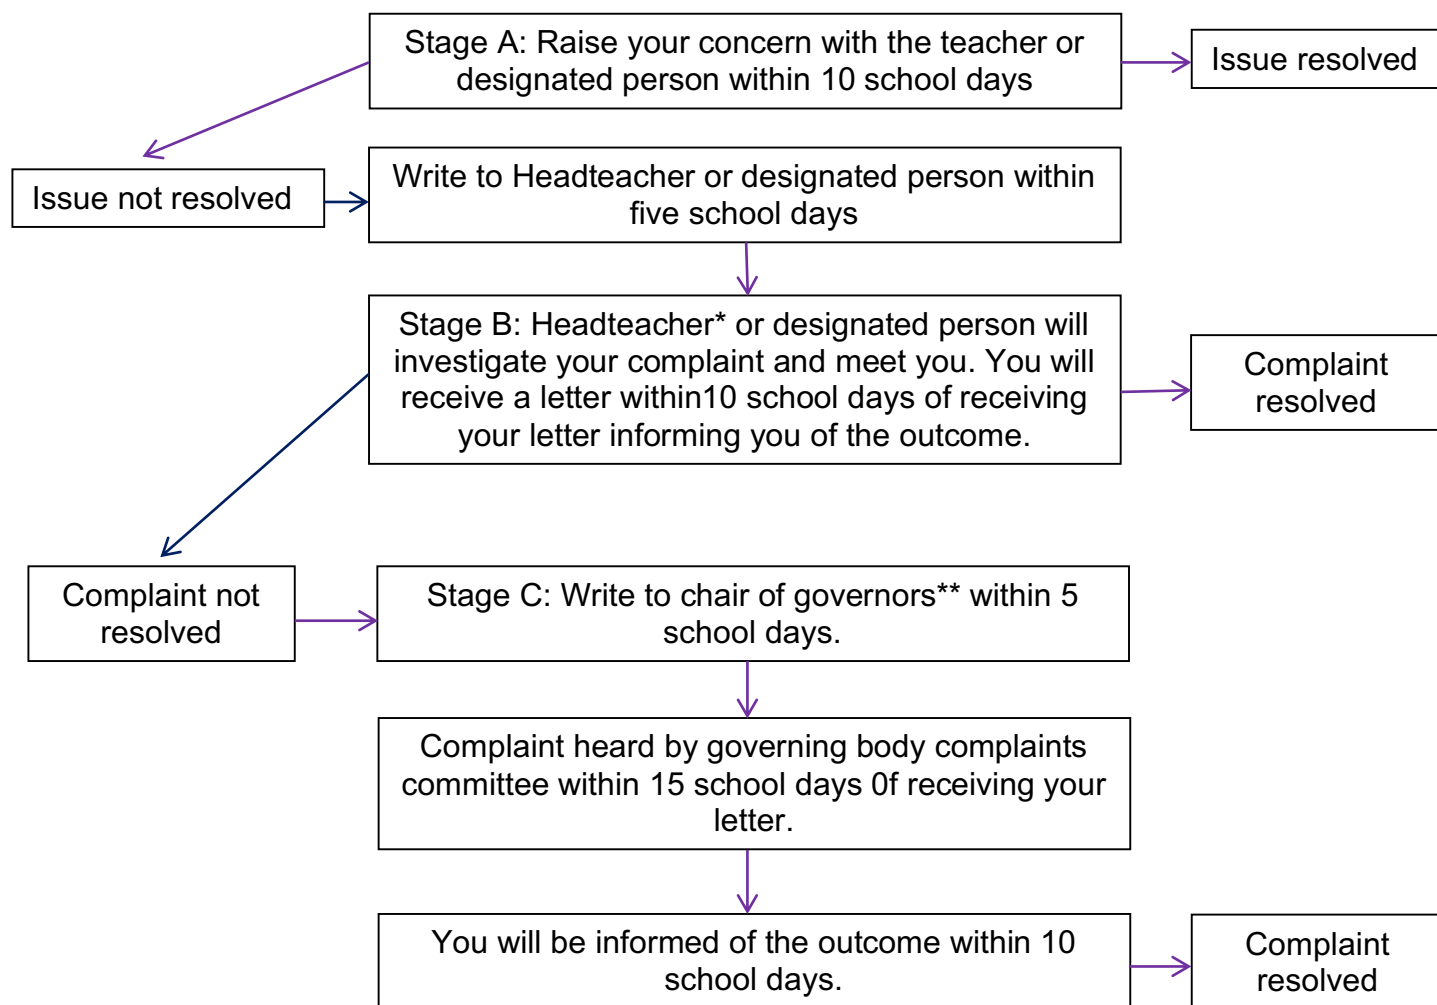 Stage A: Raise your concern with the teacher or
designated person within 10 school days
Issue resolved
Issue not resolved
Write to Headteacher or designated person within
five school days
Stage B: Headteacher* or designated person will
investigate your complaint and meet you. You will
receive a letter within10 school days of receiving
your letter informing you of the outcome.
Complaint
resolved
Complaint not
resolved
Stage C: Write to chair of governors** within 5
school days.
Complaint heard by governing body complaints
committee within 15 school days 0f receiving your
letter.
You will be informed of the outcome within 10
school days.
Complaint
resolved